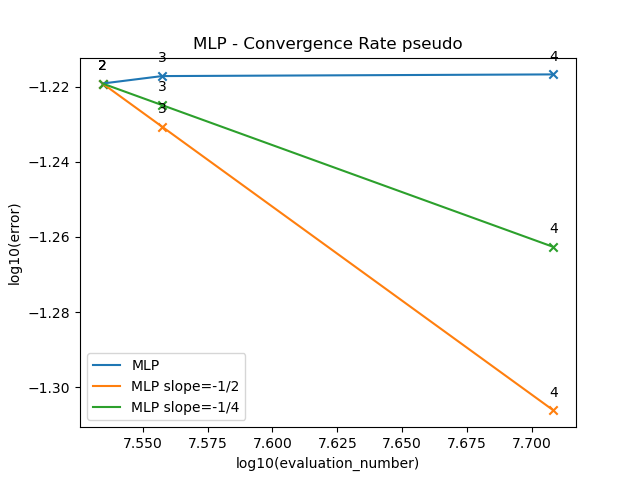 MLP - Convergence Rate pseudo
2
3
4
3
3
4
4
−1.22
−1.24
−1.26
−1.28
−1.30
log10(error)
MLP
MLP slope=-1/2
MLP slope=-1/4
7.550 7.575 7.600 7.625 7.650 7.675 7.700
log10(evaluation_number)